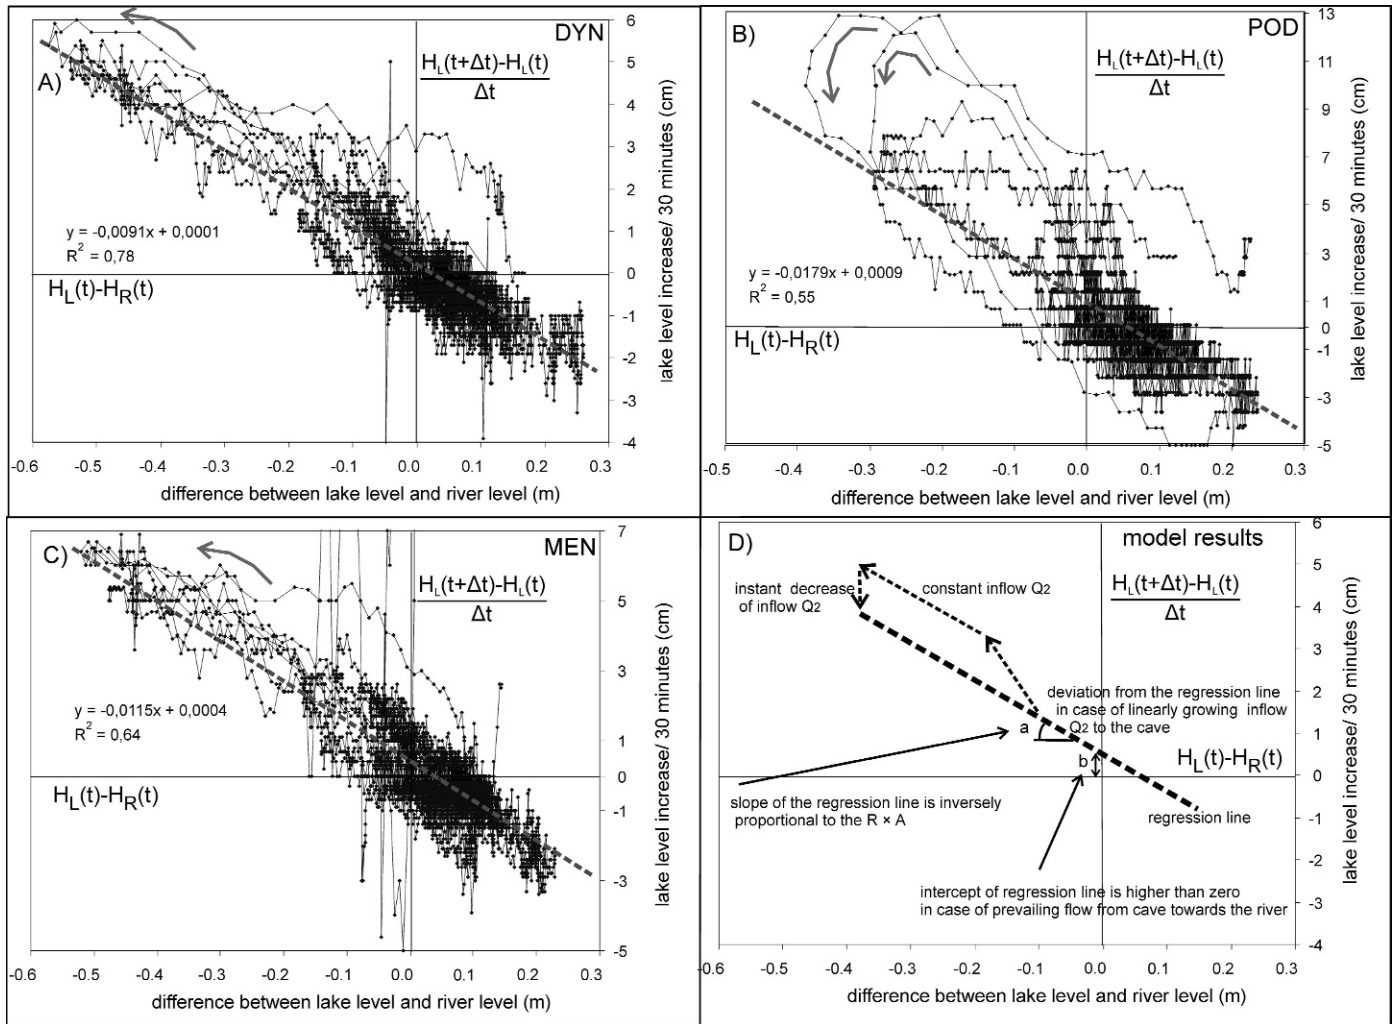 A)
DYN
6
5
4
3
2
1
0
-1
-2
-3
-4
H_L(t+Δt)-H_L(t)
Δt
y = -0,0091x + 0,0001
R² = 0,78
H_L(t)-H_R(t)
lake level increase/ 30 minutes (cm)
-0.6 -0.5 -0.4 -0.3 -0.2 -0.1 0.0 0.1 0.2 0.3
difference between lake level and river level (m)
B)
POD
13
11
9
7
5
3
1
0
-1
-3
-5
H_L(t+Δt)-H_L(t)
Δt
y = -0,0179x + 0,0009
R² = 0,55
H_L(t)-H_R(t)
lake level increase/ 30 minutes (cm)
-0.5 -0.4 -0.3 -0.2 -0.1 0.0 0.1 0.2 0.3
difference between lake level and river level (m)
C)
MEN
7
5
3
1
0
-1
-3
-5
H_L(t+Δt)-H_L(t)
Δt
y = -0,0115x + 0,0004
R² = 0,64
H_L(t)-H_R(t)
lake level increase/ 30 minutes (cm)
-0.6 -0.5 -0.4 -0.3 -0.2 -0.1 0.0 0.1 0.2 0.3
difference between lake level and river level (m)
D)
model results
6
5
4
3
2
1
0
-1
-2
-3
-4
H_L(t+Δt)-H_L(t)
Δt
instant decrease
of inflow Q2
constant inflow Q2
deviation from the regression line
in case of linearly growing inflow
Q2 to the cave
a
b
H_L(t)-H_R(t)
slope of the regression line is inversely
proportional to the R × A
regression line
intercept of regression line is higher than zero
in case of prevailing flow from cave towards the river
lake level increase/ 30 minutes (cm)
-0.6 -0.5 -0.4 -0.3 -0.2 -0.1 0.0 0.1 0.2 0.3
difference between lake level and river level (m)